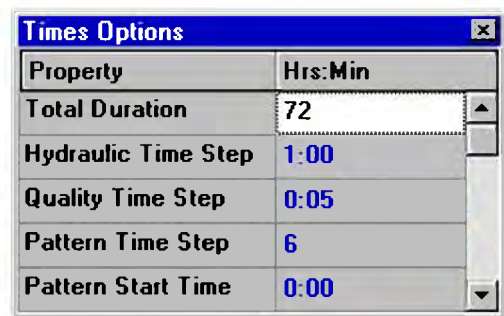 Times Options
Property Hrs:Min
Total Duration 72
Hydraulic Time Step 1:00
Quality Time Step 0:05
Pattern Time Step 6
Pattern Start Time 0:00